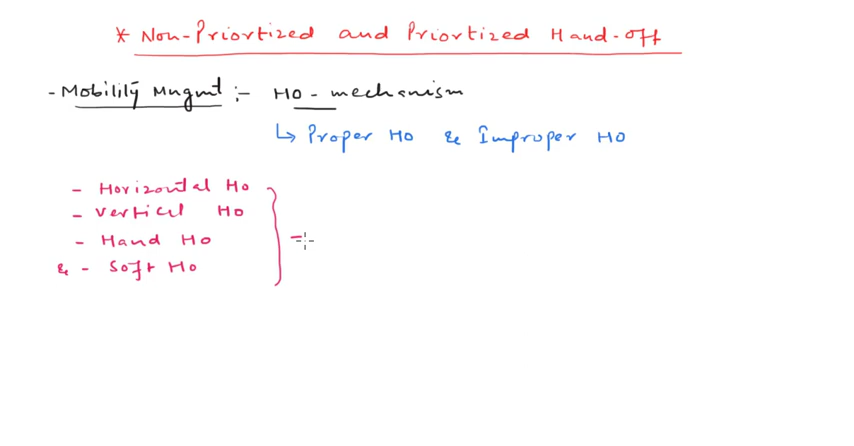 * Non-Priortized and Priortized Hand-off
- Mobility Mngmt :- HO - mechanism
↳ Proper HO & Improper HO
- Horizontal HO
- Vertical HO
- Hand HO
& - Soft HO